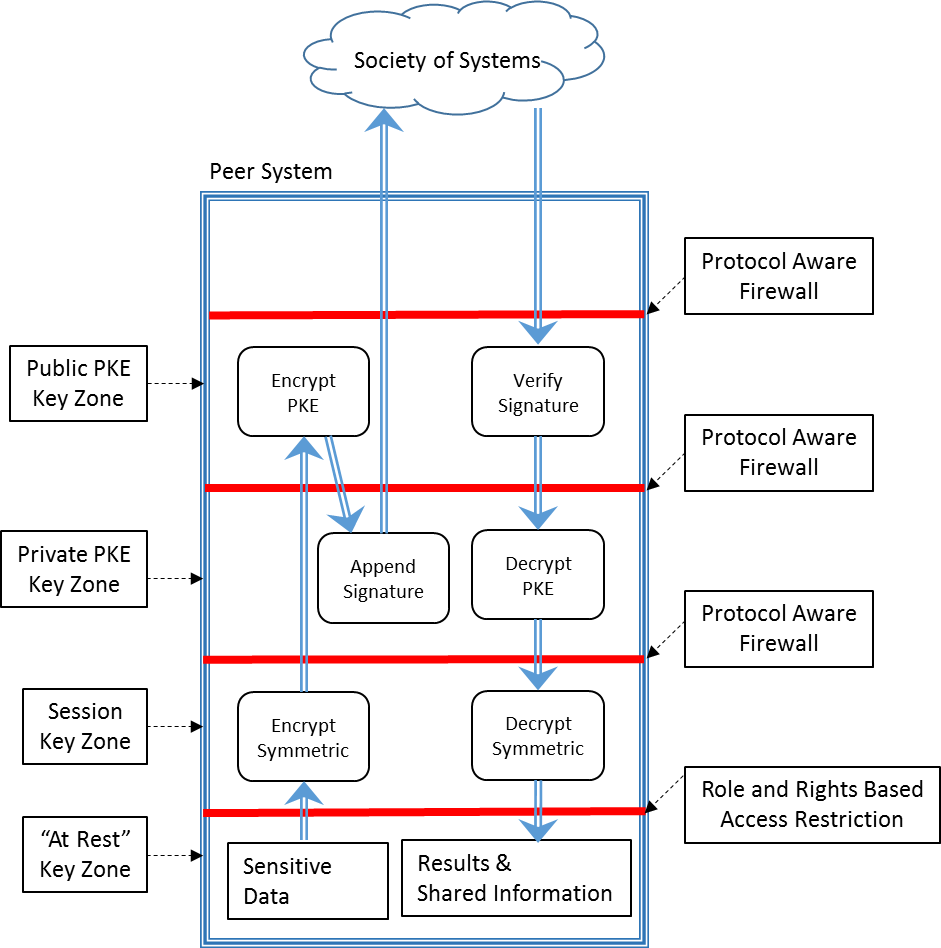 Society of Systems
Peer System
Protocol Aware
Firewall
Public PKE
Key Zone
Encrypt
PKE
Verify
Signature
Protocol Aware
Firewall
Private PKE
Key Zone
Append
Signature
Decrypt
PKE
Protocol Aware
Firewall
Session
Key Zone
Encrypt
Symmetric
Decrypt
Symmetric
Role and Rights Based
Access Restriction
“At Rest”
Key Zone
Sensitive
Data
Results &
Shared Information